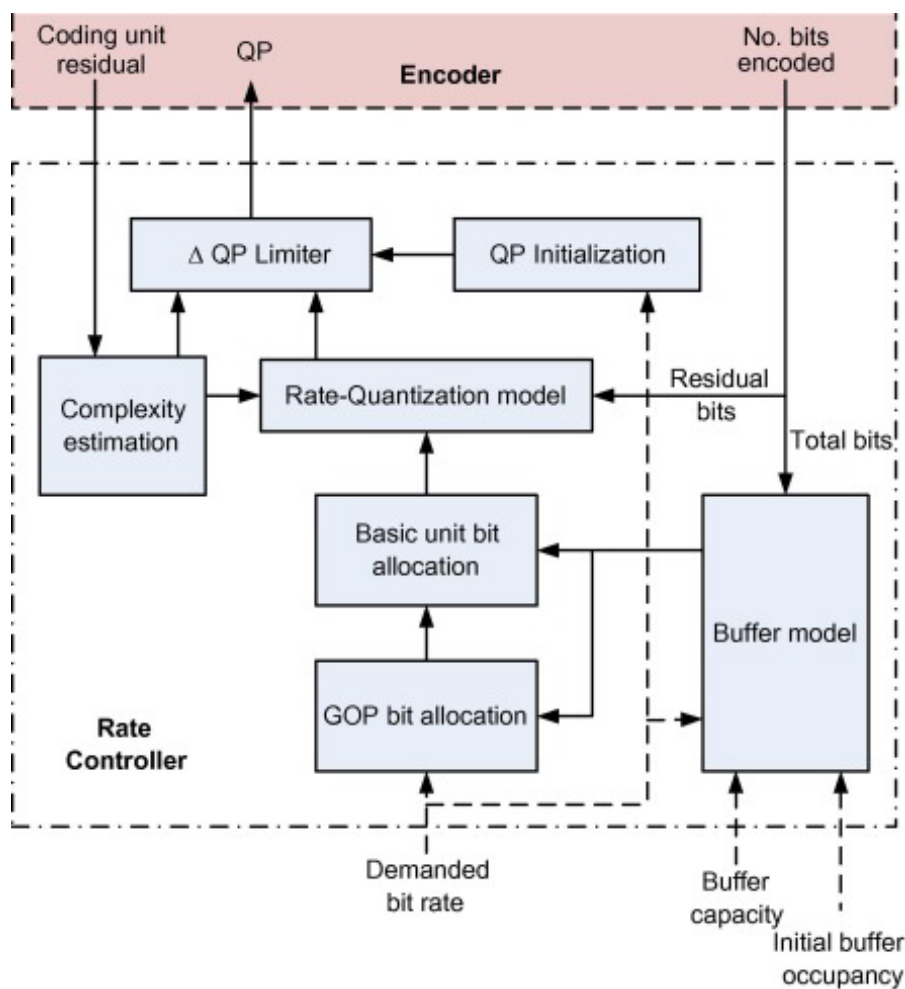 Coding unit
residual
QP
Encoder
No. bits
encoded
Δ QP Limiter
QP Initialization
Complexity
estimation
Rate-Quantization model
Residual
bits
Total bits
Basic unit bit
allocation
Buffer model
GOP bit allocation
Rate
Controller
Demanded
bit rate
Buffer
capacity
Initial buffer
occupancy